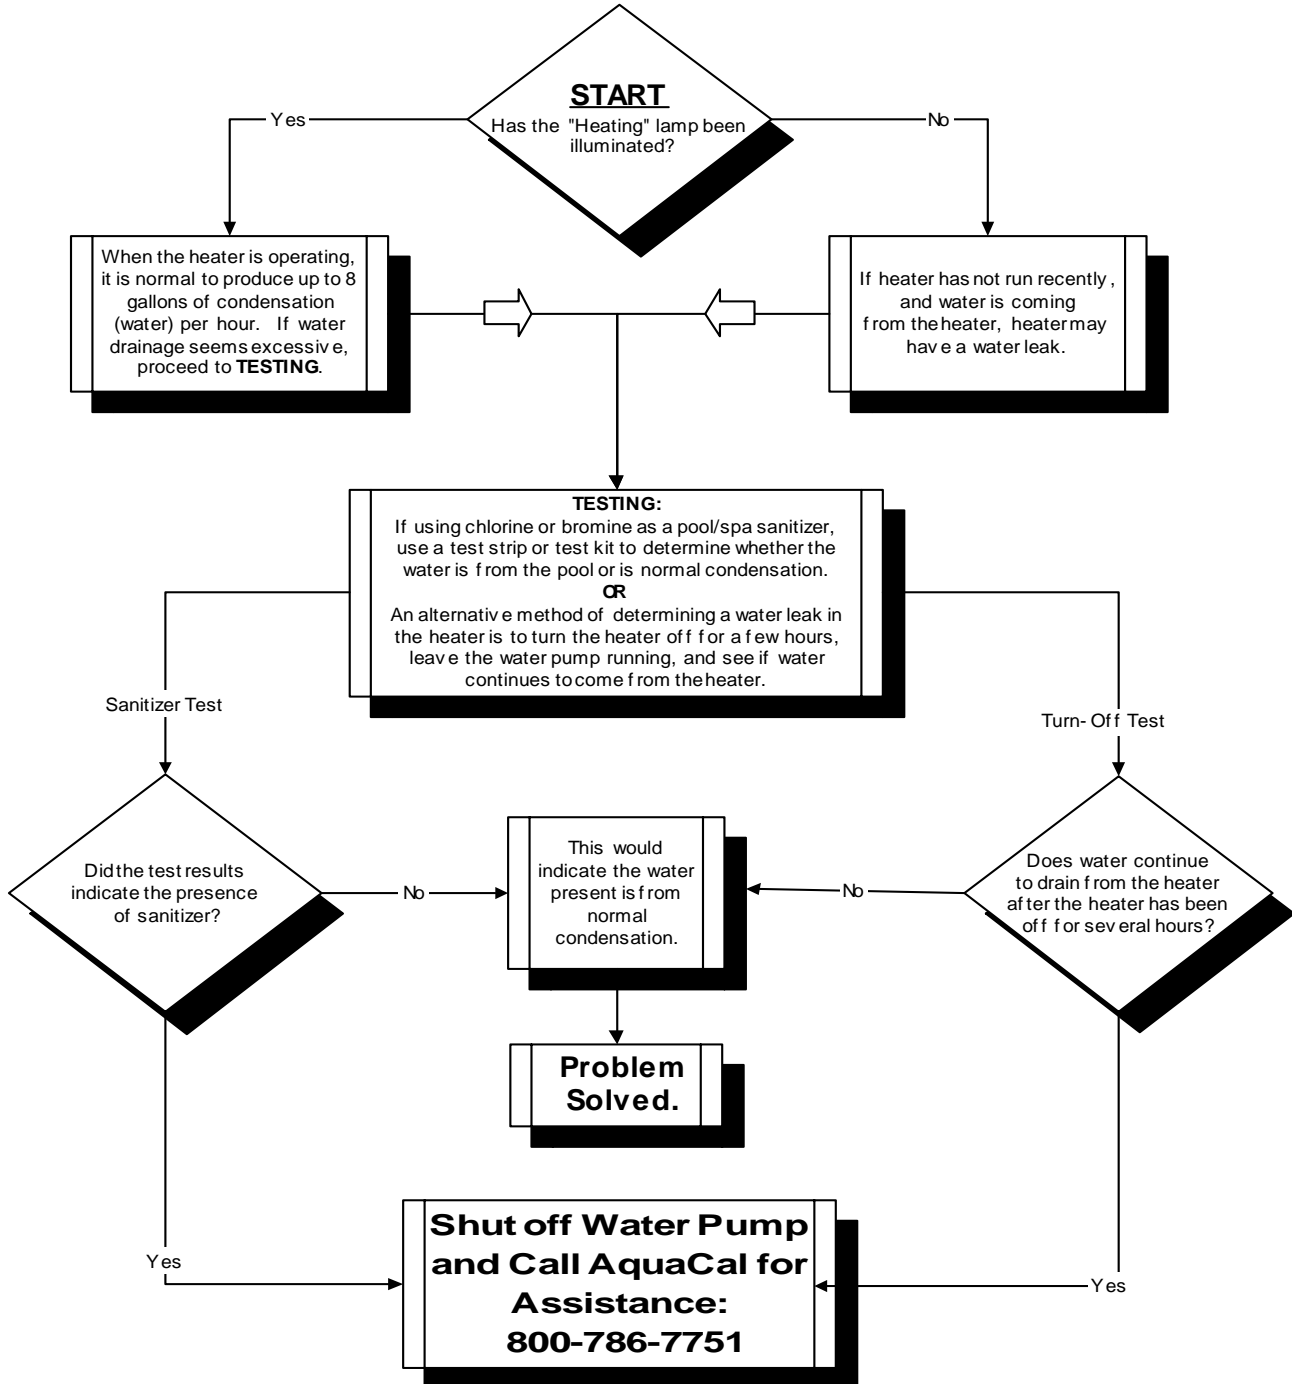 START
Has the "Heating" lamp been
illuminated?
Yes
No
When the heater is operating,
it is normal to produce up to 8
gallons of condensation
(water) per hour. If water
drainage seems excessive,
proceed to TESTING.
If heater has not run recently,
and water is coming
from the heater, heater may
have a water leak.
TESTING:
If using chlorine or bromine as a pool/spa sanitizer,
use a test strip or test kit to determine whether the
water is from the pool or is normal condensation.
OR
An alternative method of determining a water leak in
the heater is to turn the heater off for a few hours,
leave the water pump running, and see if water
continues to come from the heater.
Sanitizer Test
Turn-Off Test
Did the test results
indicate the presence
of sanitizer?
No
This would
indicate the water
present is from
normal
condensation.
No
Does water continue
to drain from the heater
after the heater has been
off for several hours?
Problem
Solved.
Yes
Shut off Water Pump
and Call AquaCal for
Assistance:
800-786-7751
Yes